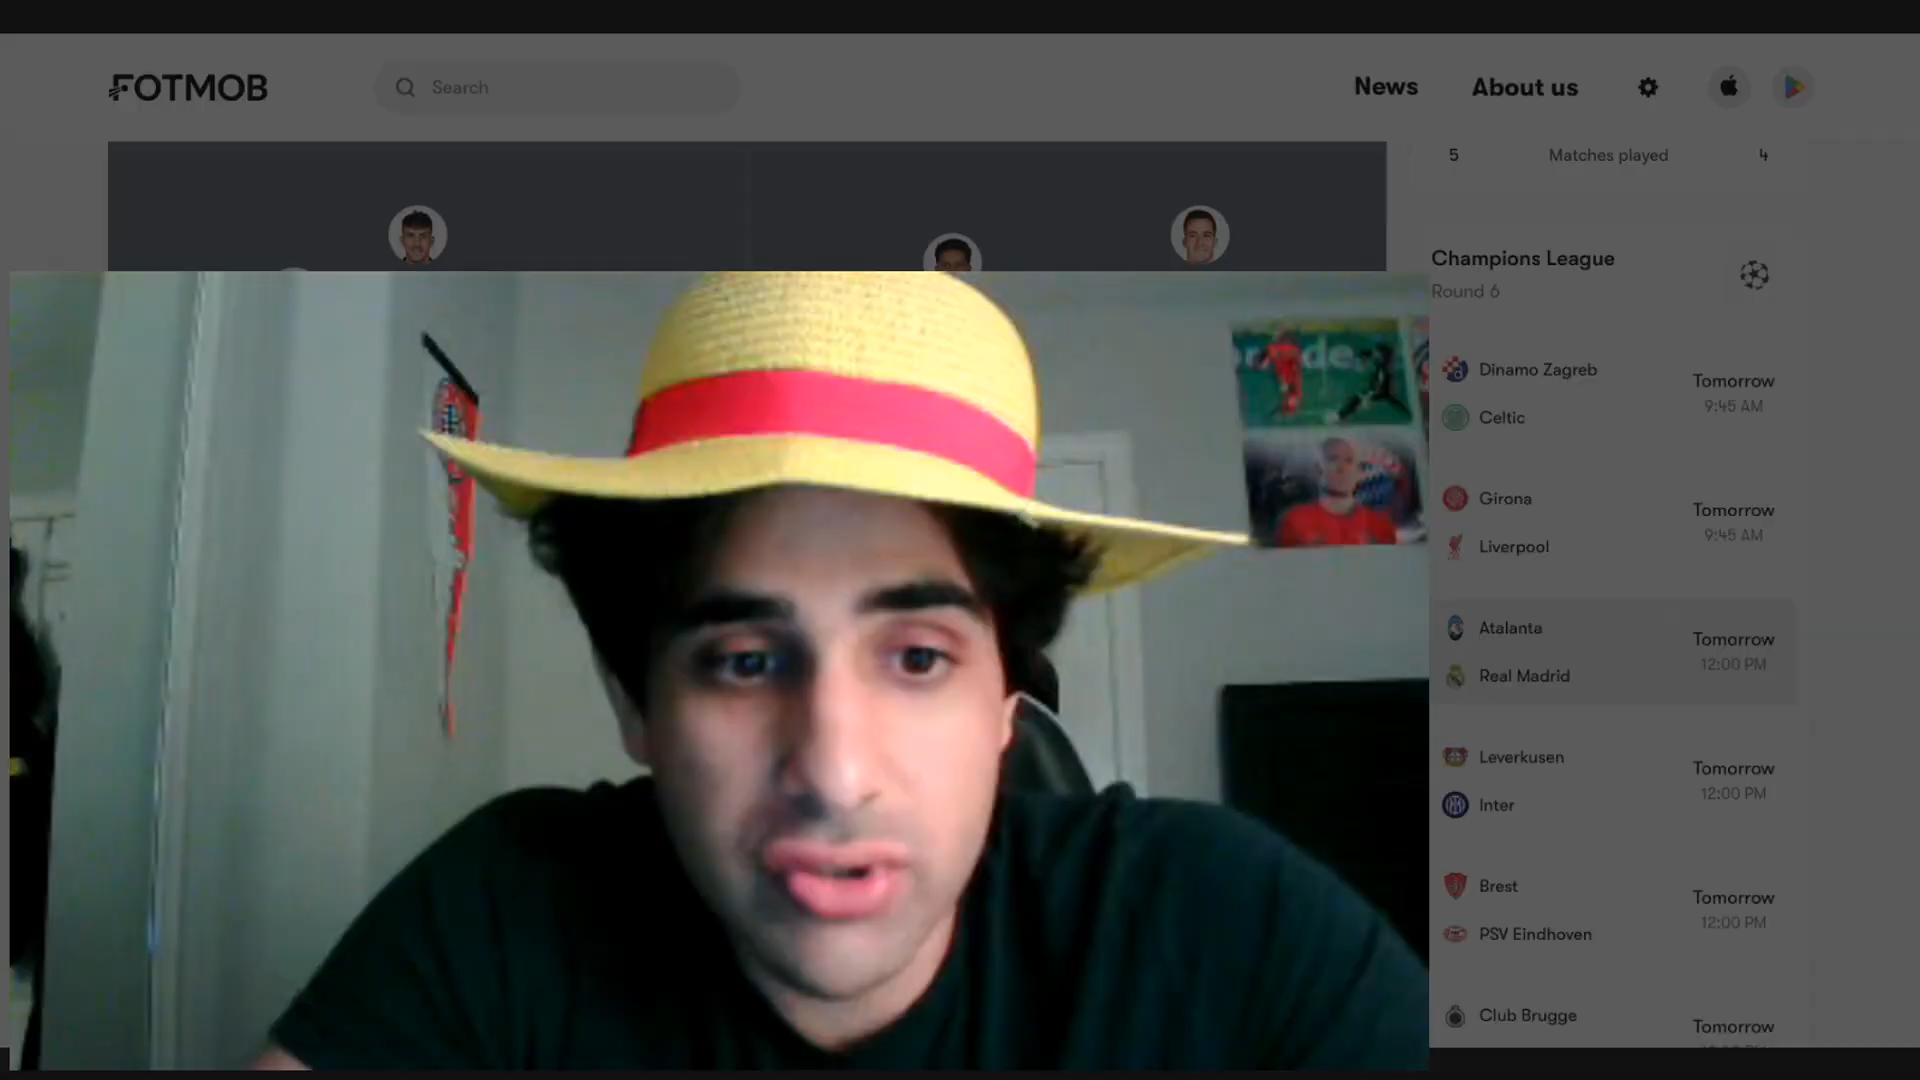 FOTMOB
Search
News
About us
5 Matches played 4
Champions League
Round 6
Dinamo Zagreb
Celtic
Tomorrow
9:45 AM
Girona
Liverpool
Tomorrow
9:45 AM
Atalanta
Real Madrid
Tomorrow
12:00 PM
Leverkusen
Inter
Tomorrow
12:00 PM
Brest
PSV Eindhoven
Tomorrow
12:00 PM
Club Brugge
Tomorrow